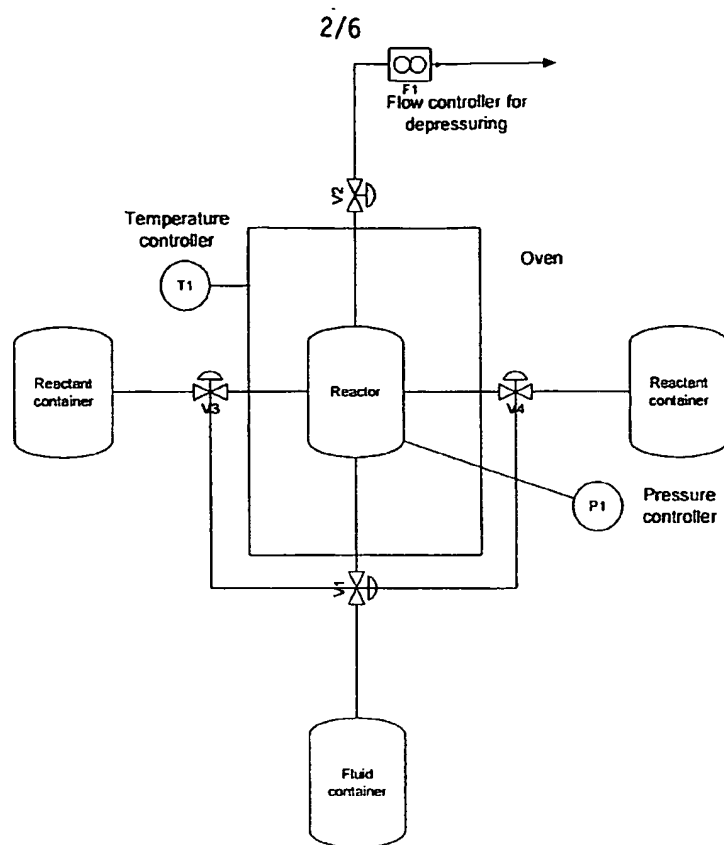 2/6
F1
Flow controller for
depressuring
V2
Temperature
controller
T1
Oven
Reactant
container
V3
Reactor
V4
Reactant
container
P1
Pressure
controller
V1
Fluid
container